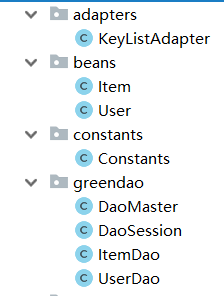 adapters
KeyListAdapter
beans
Item
User
constants
Constants
greendao
DaoMaster
DaoSession
ItemDao
UserDao